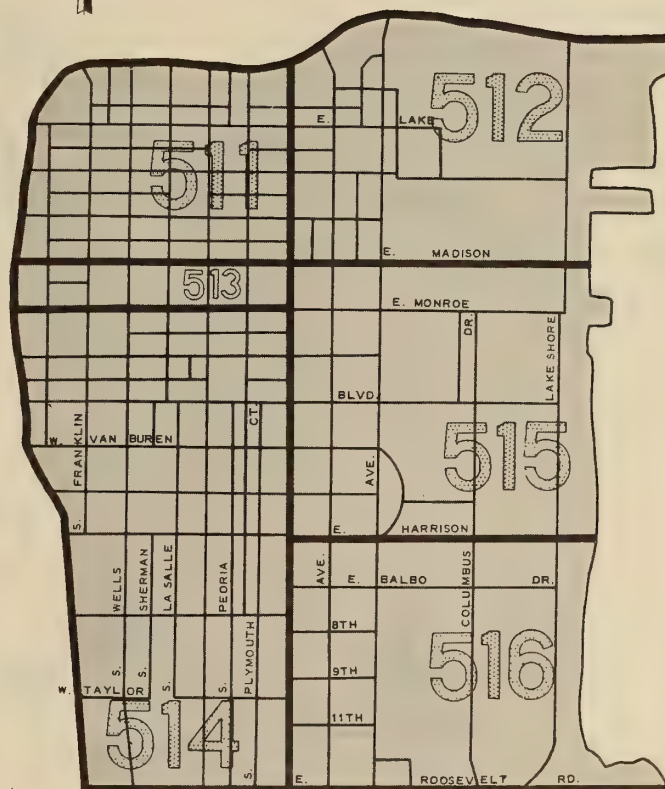 512
E. LAKE
511
E. MADISON
513
E. MONROE
DR.
LAKE SHORE
BLVD.
CT.
S. FRANKLIN
W. VAN BUREN
515
AVE.
E. HARRISON
AVE.
E. BALBO DR.
COLUMBUS
S. WELLS
S. SHERMAN
S. LA SALLE
S. PEORIA
S. PLYMOUTH
8TH
516
9TH
W. TAYLOR
514
11TH
E. ROOSEVELT RD.